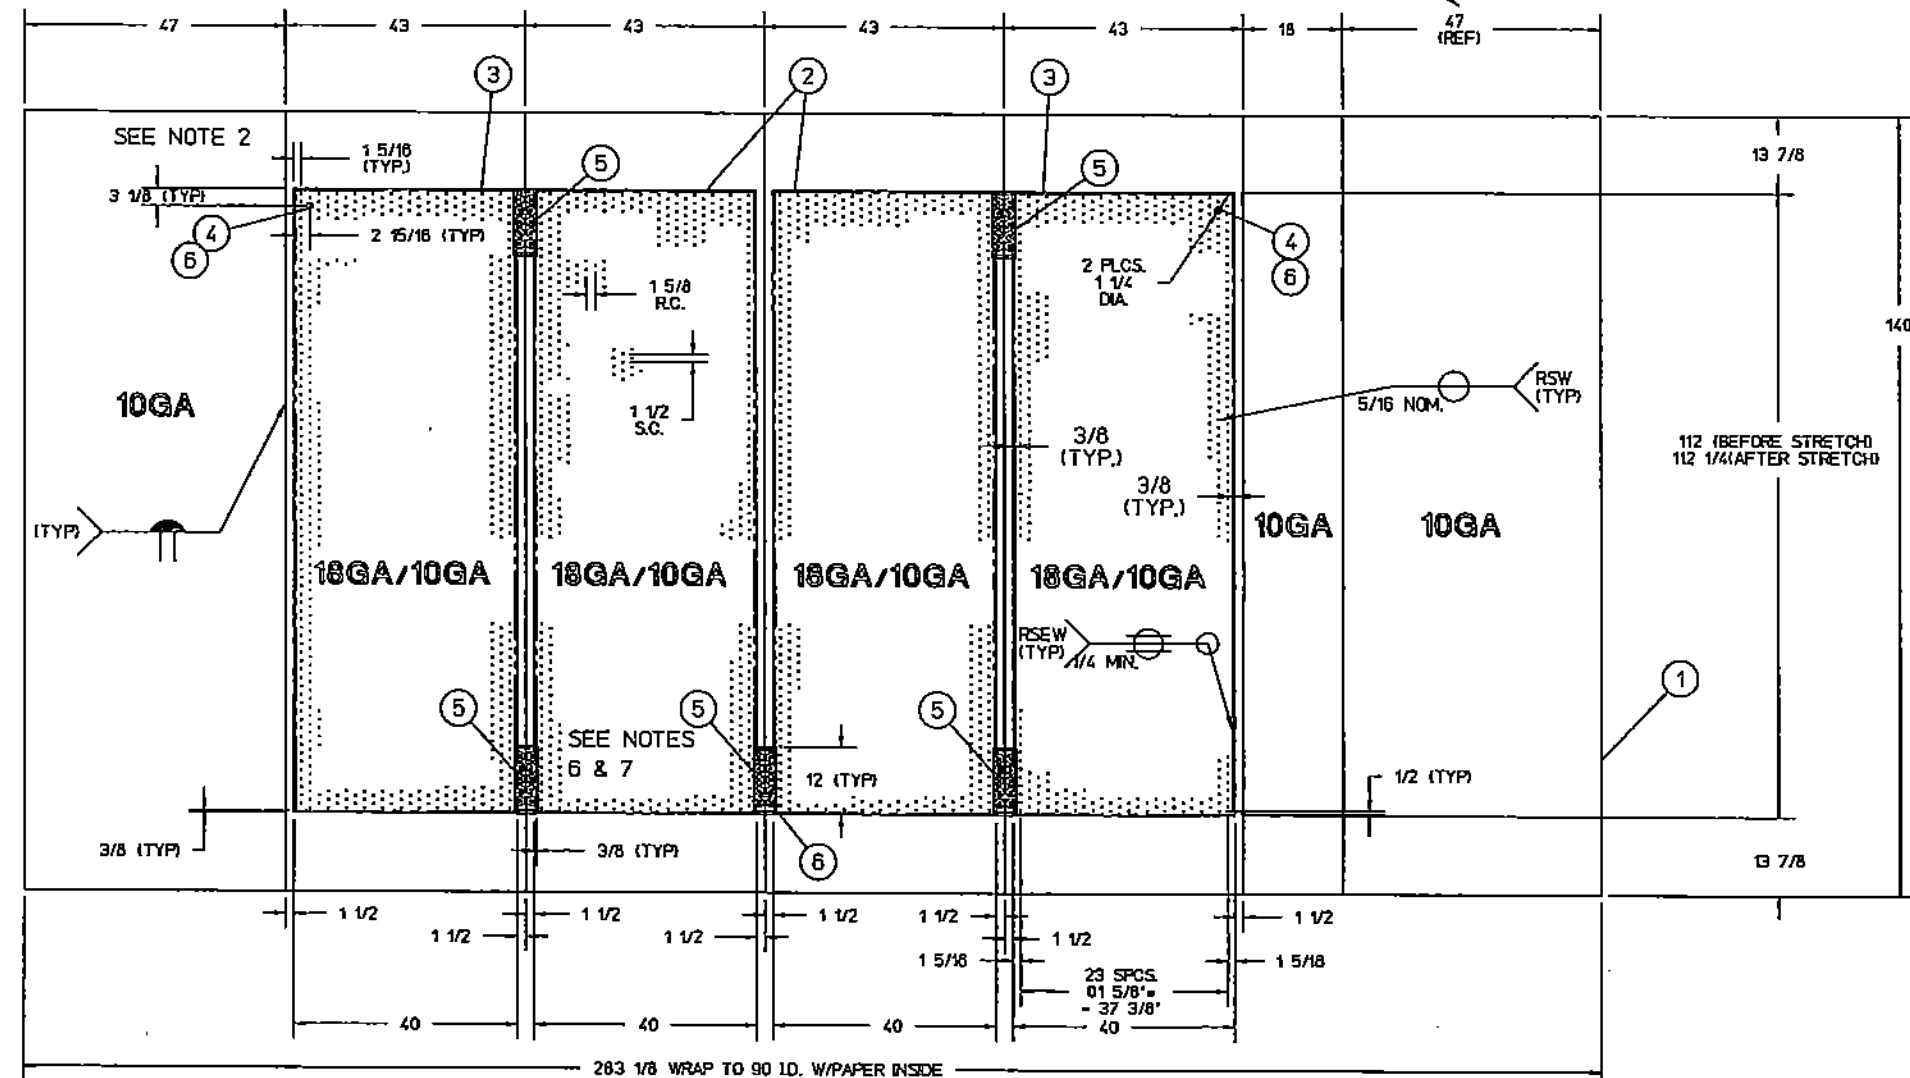 47
43
43
43
43
18
47
(REF)
3
2
3
SEE NOTE 2
1 5/16
(TYP.)
5
5
13 7/8
3 1/8 (TYP)
4
6
2 15/16 (TYP)
4
6
2 PLCS.
1 1/4
DIA.
1 5/8
R.C.
140
1 1/2
S.C.
10GA
5/16 NOM.
RSW
(TYP)
3/8
(TYP.)
112 (BEFORE STRETCH)
112 1/4(AFTER STRETCH)
3/8
(TYP.)
(TYP)
10GA
10GA
18GA/10GA
18GA/10GA
18GA/10GA
18GA/10GA
RSEW
(TYP)
1/4 MIN.
1
5
5
5
SEE NOTES
6 & 7
12 (TYP)
1/2 (TYP)
3/8 (TYP)
3/8 (TYP)
6
13 7/8
1 1/2
1 1/2
1 1/2
1 1/2
1 1/2
1 1/2
1 1/2
1 1/2
1 5/16
1 5/16
23 SPCS.
@1 5/8"=
- 37 3/8"
40
40
40
40
283 1/8 WRAP TO 90 I.D. W/PAPER INSIDE